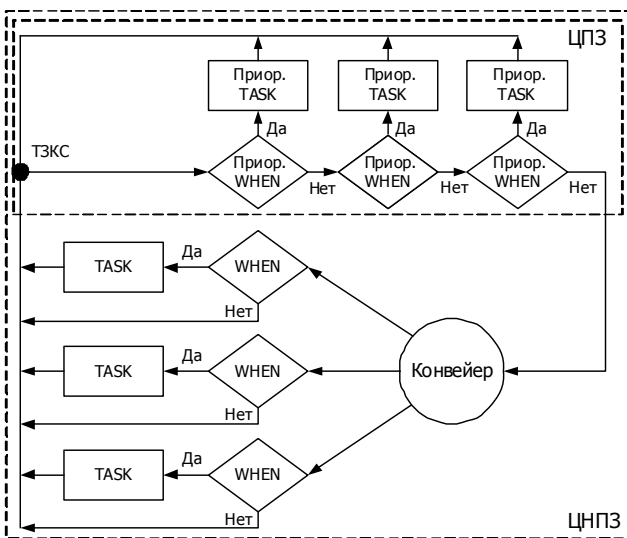 ЦПЗ
Приор.
TASK
Приор.
TASK
Приор.
TASK
Да
Да
Да
ТЗКС
Приор.
WHEN
Приор.
WHEN
Приор.
WHEN
Нет
Нет
Нет
TASK
Да
WHEN
Нет
TASK
Да
WHEN
Конвейер
Нет
TASK
Да
WHEN
Нет
ЦНПЗ